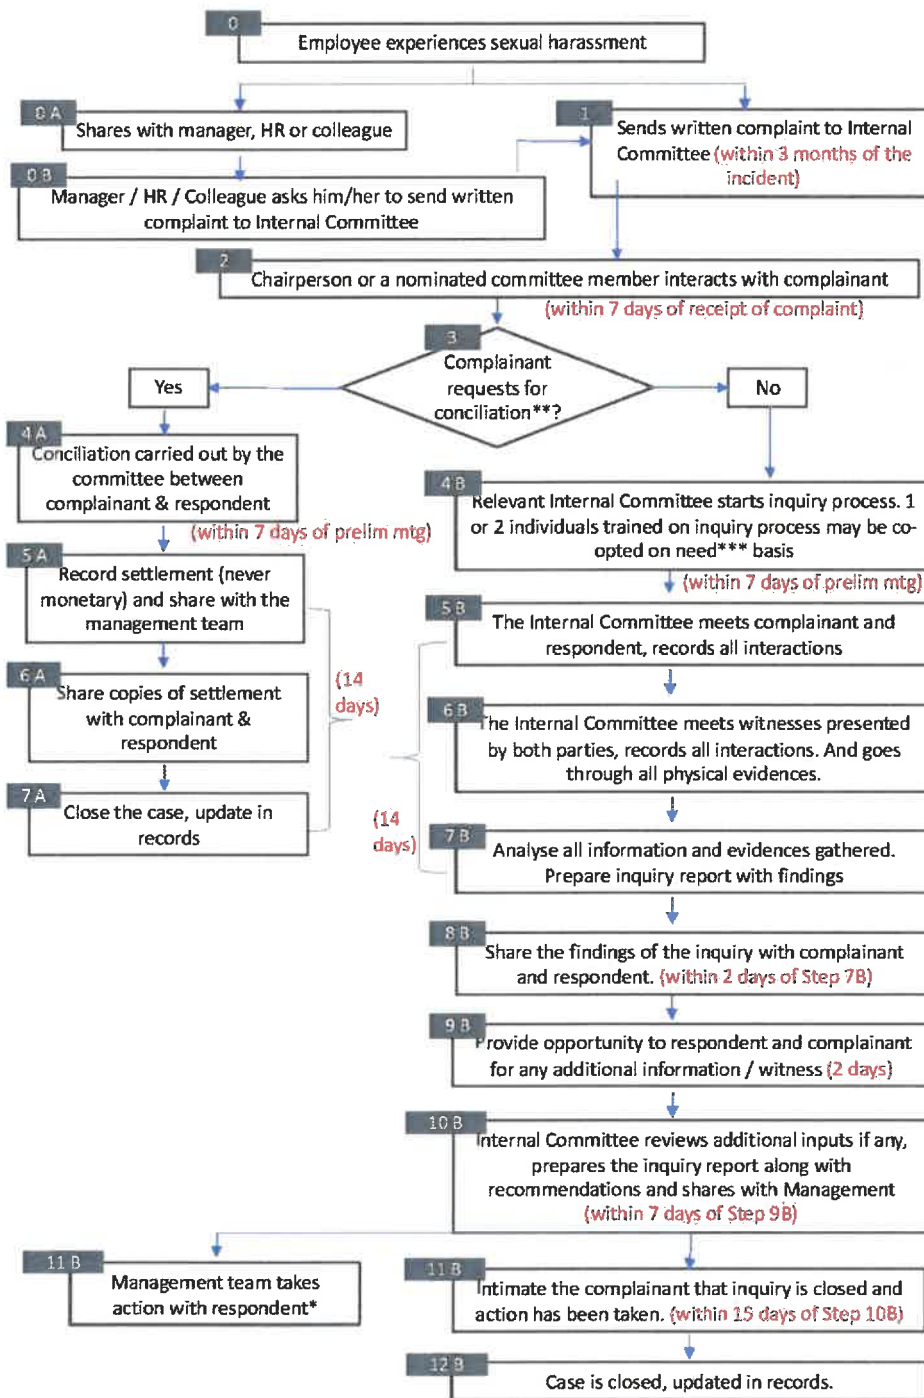 0
Employee experiences sexual harassment
0 A
Shares with manager, HR or colleague
0 B
Manager / HR / Colleague asks him/her to send written
complaint to Internal Committee
1
Sends written complaint to Internal
Committee (within 3 months of the
incident)
2
Chairperson or a nominated committee member interacts with complainant
(within 7 days of receipt of complaint)
3
Complainant
requests for
conciliation**?
Yes
No
4 A
Conciliation carried out by the
committee between
complainant & respondent
(within 7 days of prelim mtg)
5 A
Record settlement (never
monetary) and share with the
management team
6 A
Share copies of settlement
with complainant &
respondent
7 A
Close the case, update in
records
(14
days)
4 B
Relevant Internal Committee starts inquiry process. 1
or 2 individuals trained on inquiry process may be co-
opted on need*** basis
(within 7 days of prelim mtg)
5 B
The Internal Committee meets complainant and
respondent, records all interactions
6 B
The Internal Committee meets witnesses presented
by both parties, records all interactions. And goes
through all physical evidences.
(14
days)
7 B
Analyse all information and evidences gathered.
Prepare inquiry report with findings
8 B
Share the findings of the inquiry with complainant
and respondent. (within 2 days of Step 7B)
9 B
Provide opportunity to respondent and complainant
for any additional information / witness (2 days)
10 B
Internal Committee reviews additional inputs if any,
prepares the inquiry report along with
recommendations and shares with Management
(within 7 days of Step 9B)
11 B
Management team takes
action with respondent*
11 B
Intimate the complainant that inquiry is closed and
action has been taken. (within 15 days of Step 10B)
12 B
Case is closed, updated in records.